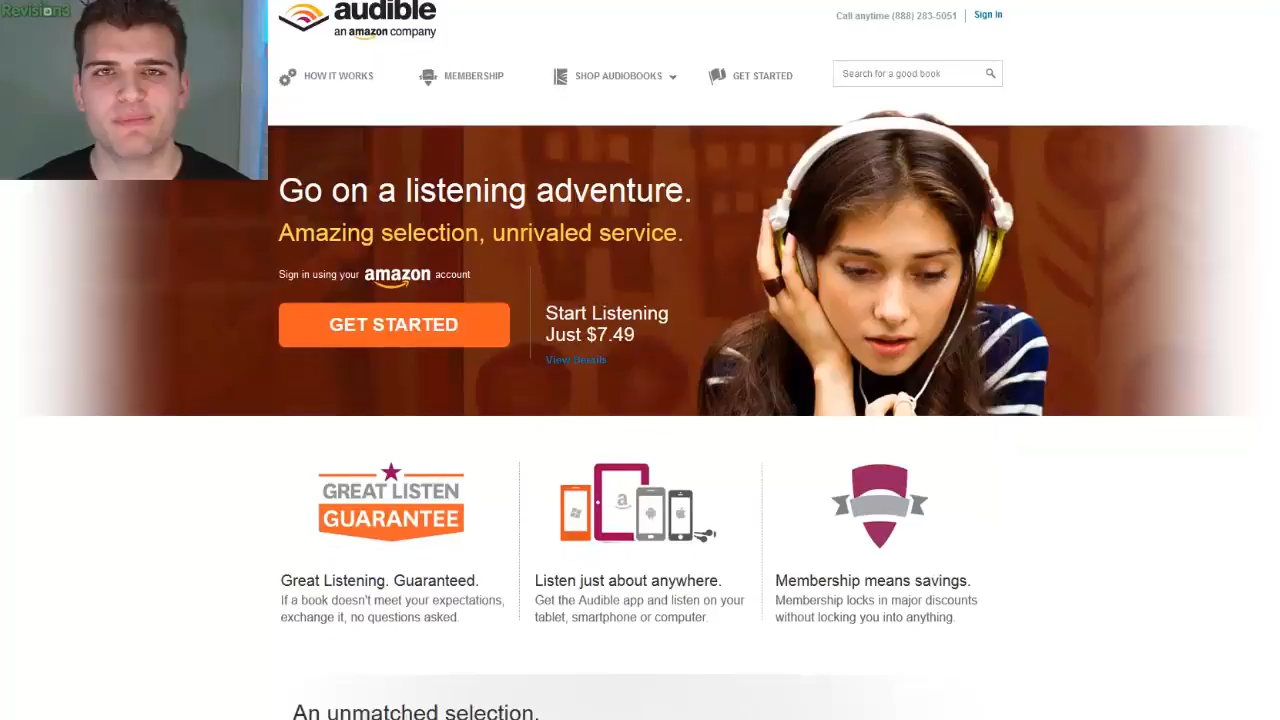 Revision3
audible
an amazon company
Call anytime (888) 283-5051
Sign in
HOW IT WORKS
MEMBERSHIP
SHOP AUDIOBOOKS
GET STARTED
Search for a good book
Go on a listening adventure.
Amazing selection, unrivaled service.
Sign in using your amazon account
GET STARTED
Start Listening
Just $7.49
View Details
GREAT LISTEN
GUARANTEE
a
Great Listening. Guaranteed.
If a book doesn't meet your expectations,
exchange it, no questions asked.
Listen just about anywhere.
Get the Audible app and listen on your
tablet, smartphone or computer.
Membership means savings.
Membership locks in major discounts
without locking you into anything.
An unmatched selection.